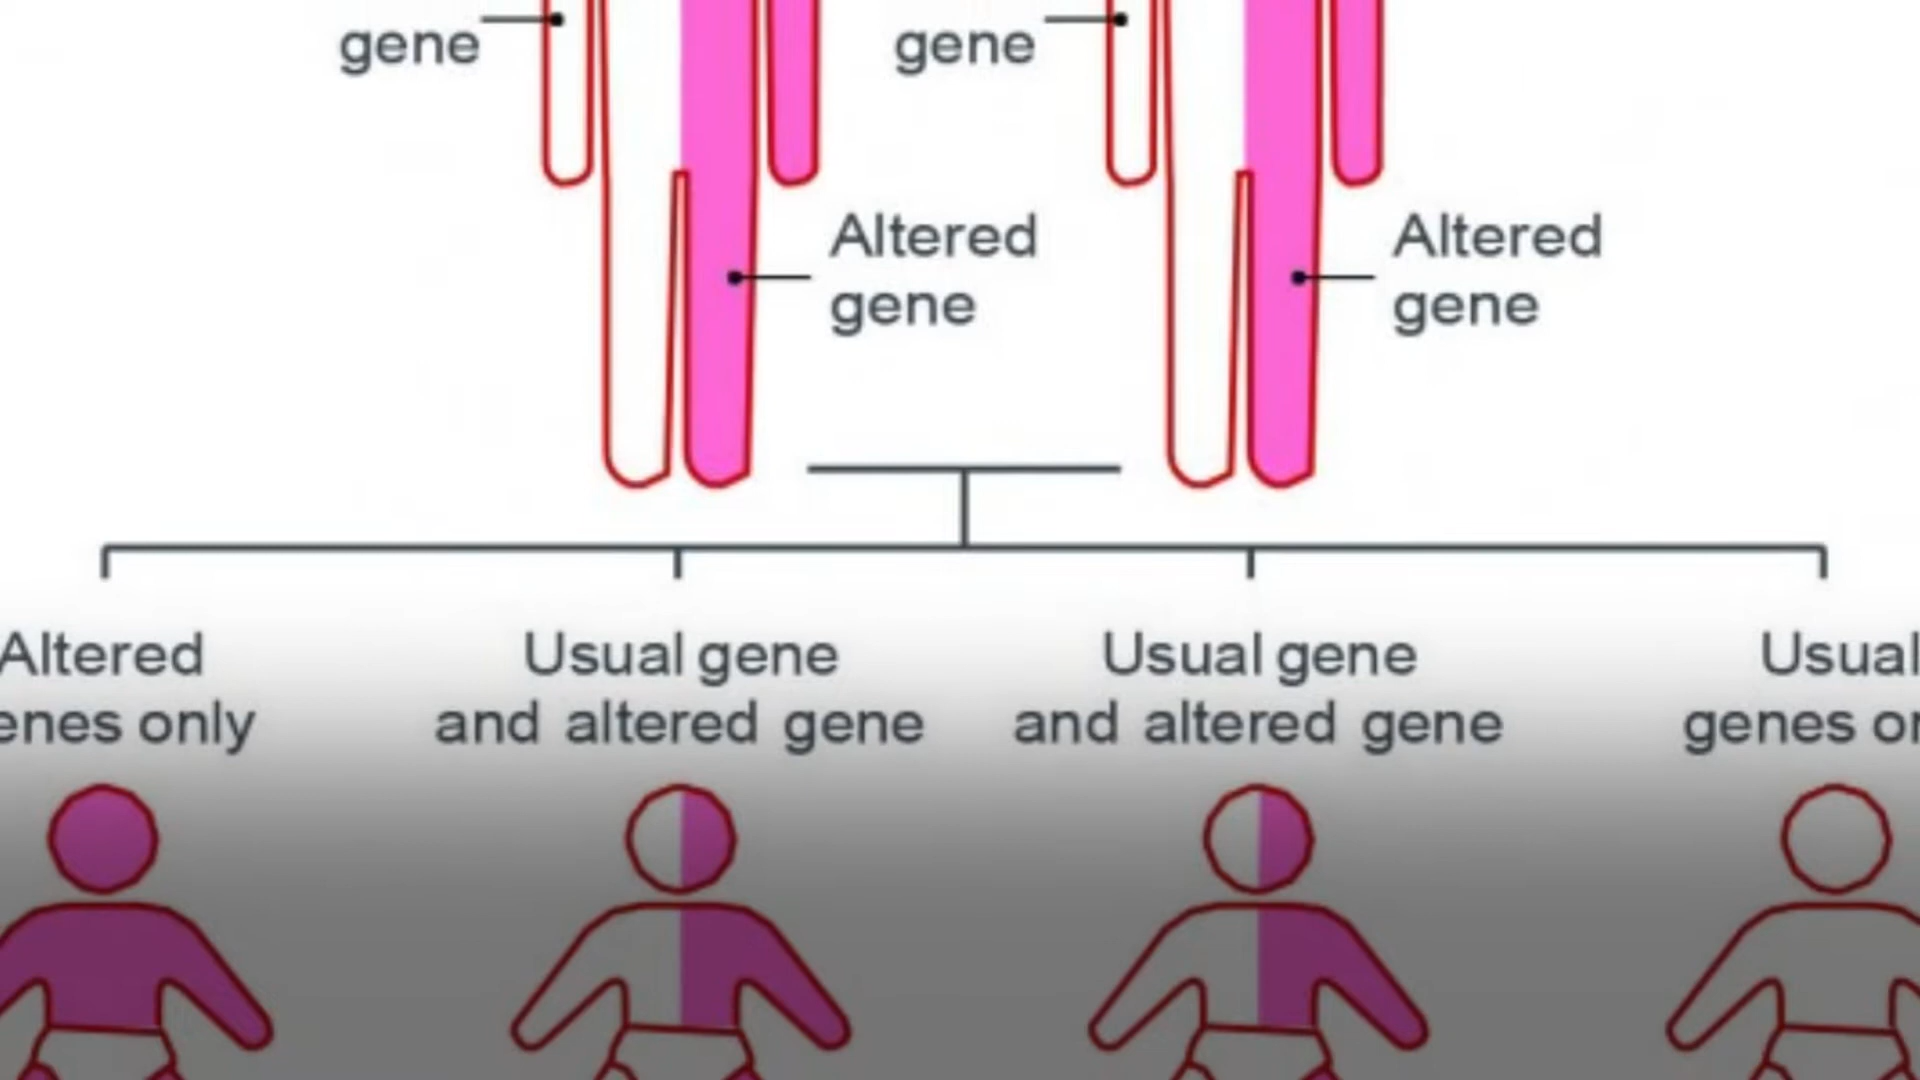 gene
gene
Altered
gene
Altered
gene
Altered
enes only
Usual gene
and altered gene
Usual gene
and altered gene
Usual
genes or